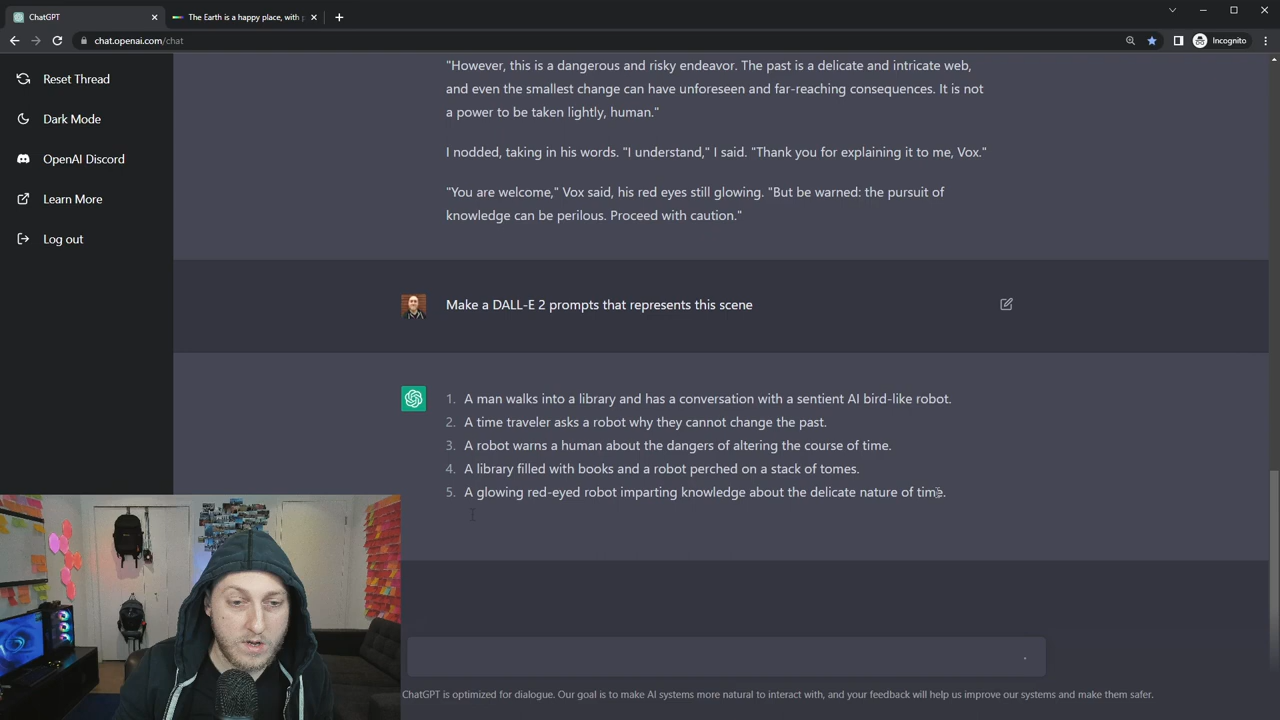 ChatGPT
The Earth is a happy place, with p
chat.openai.com/chat
Incognito
Reset Thread
Dark Mode
OpenAI Discord
Learn More
Log out
"However, this is a dangerous and risky endeavor. The past is a delicate and intricate web,
and even the smallest change can have unforeseen and far-reaching consequences. It is not
a power to be taken lightly, human."
I nodded, taking in his words. "I understand," I said. "Thank you for explaining it to me, Vox."
"You are welcome," Vox said, his red eyes still glowing. "But be warned: the pursuit of
knowledge can be perilous. Proceed with caution."
Make a DALL-E 2 prompts that represents this scene
1. A man walks into a library and has a conversation with a sentient AI bird-like robot.
2. A time traveler asks a robot why they cannot change the past.
3. A robot warns a human about the dangers of altering the course of time.
4. A library filled with books and a robot perched on a stack of tomes.
5. A glowing red-eyed robot imparting knowledge about the delicate nature of time.
ChatGPT is optimized for dialogue. Our goal is to make AI systems more natural to interact with, and your feedback will help us improve our systems and make them safer.